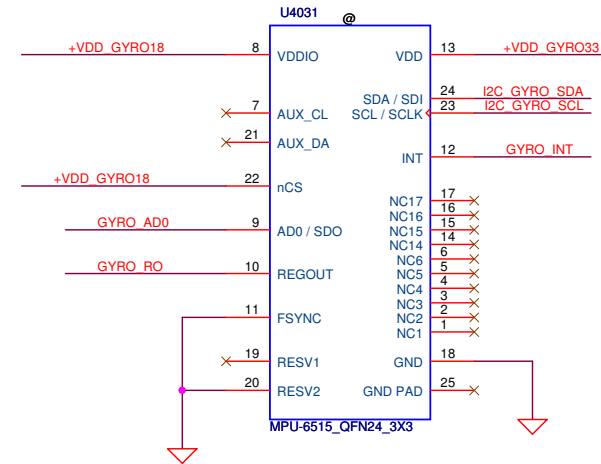 U4031
@
+VDD_GYRO18 8 VDDIO VDD 13 +VDD_GYRO33
SDA / SDI 24 I2C_GYRO_SDA
7 AUX_CL SCL / SCLK 23 I2C_GYRO_SCL
21 AUX_DA
INT 12 GYRO_INT
+VDD_GYRO18 22 nCS
NC17 17
NC16 16
GYRO_AD0 9 AD0 / SDO NC15 15
NC14 14
NC6 6
GYRO_RO 10 REGOUT NC5 5
NC4 4
NC3 3
11 FSYNC NC2 2
NC1 1
19 RESV1 GND 18
20 RESV2 GND PAD 25
MPU-6515_QFN24_3X3